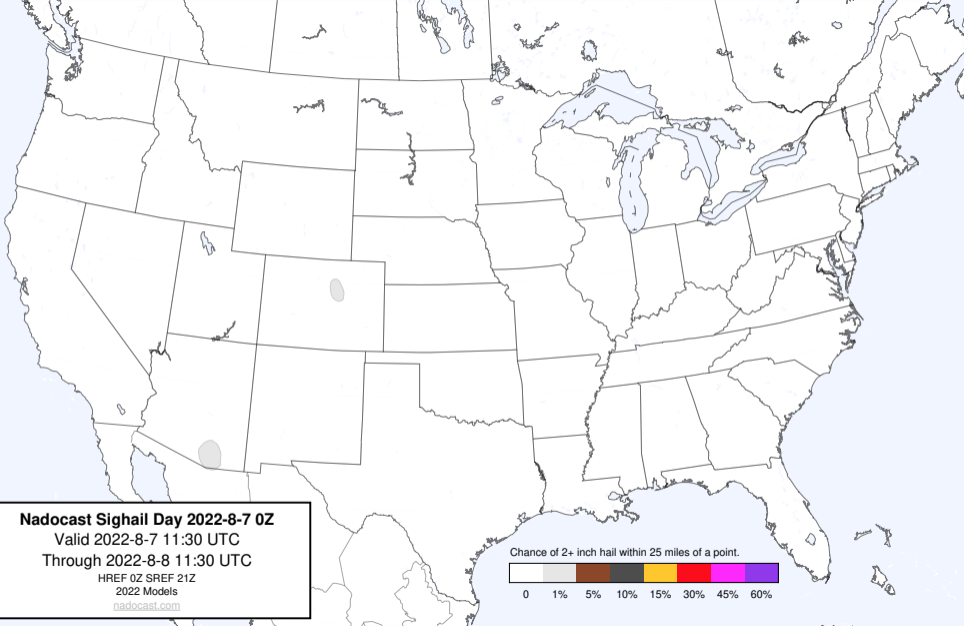 Nadocast Sighail Day 2022-8-7 0Z
Valid 2022-8-7 11:30 UTC
Through 2022-8-8 11:30 UTC
HREF 0Z SREF 21Z
2022 Models
nadocast.com
Chance of 2+ inch hail within 25 miles of a point.
0 1% 5% 10% 15% 30% 45% 60%